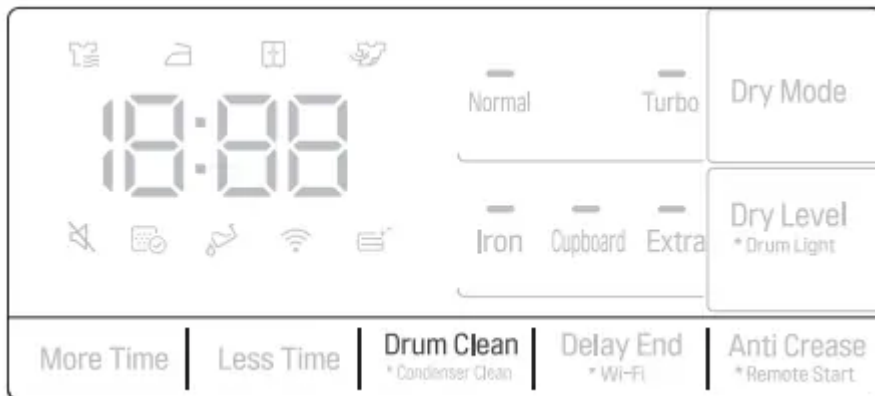 18:88
Normal
Turbo
Dry Mode
Iron
Cupboard
Extra
Dry Level
* Drum Light
More Time
Less Time
Drum Clean
* Condenser Clean
Delay End
* Wi-Fi
Anti Crease
* Remote Start